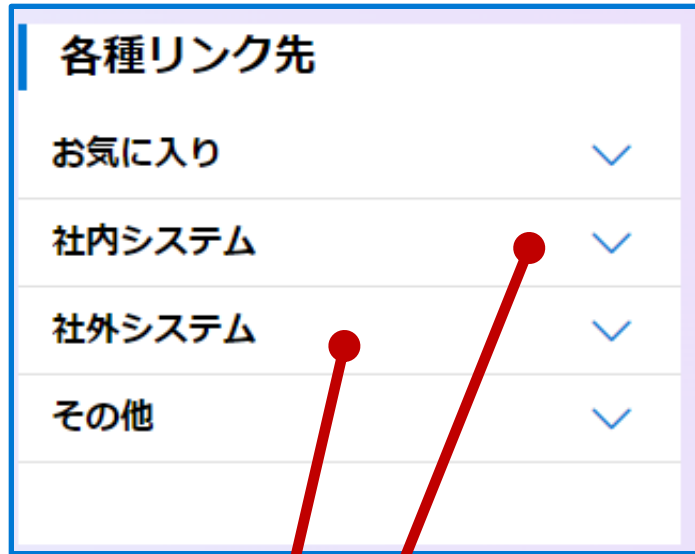 各種リンク先
お気に入り
社内システム
社外システム
その他